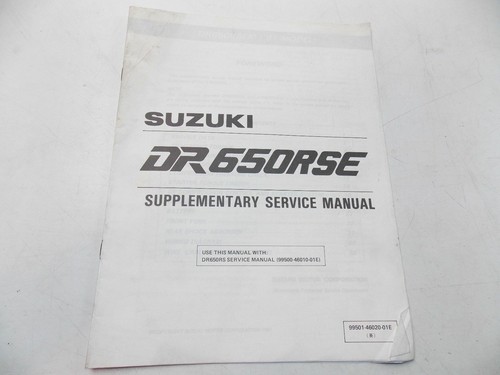 SUZUKI
DR650RSE
SUPPLEMENTARY SERVICE MANUAL
USE THIS MANUAL WITH:
DR650RS SERVICE MANUAL (99500-46010-01E)
99501-46020-01E